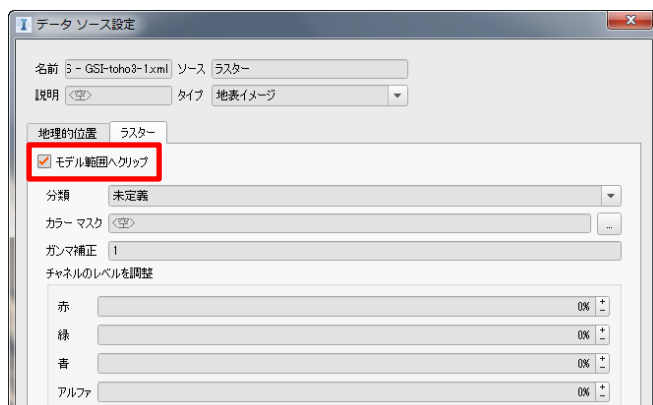 データ ソース設定
名前 S - GSI-toho3-1.xml ソース ラスター
説明 <空> タイプ 地表イメージ
地理的位置 ラスター
モデル範囲へクリップ
分類 未定義
カラー マスク <空> ...
ガンマ補正 1
チャネルのレベルを調整
赤 0%
緑 0%
青 0%
アルファ 0%